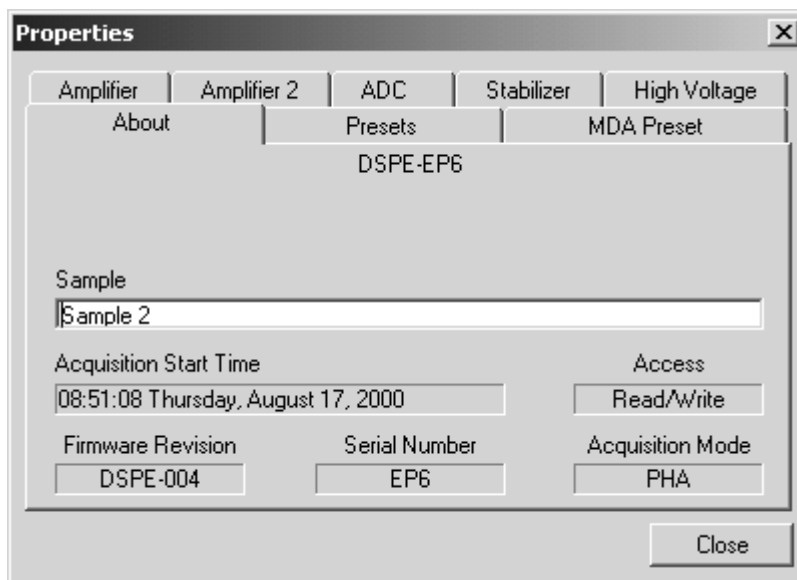 Properties
Amplifier Amplifier 2 ADC Stabilizer High Voltage
About Presets MDA Preset
DSPE-EP6
Sample
Sample 2
Acquisition Start Time Access
08:51:08 Thursday, August 17, 2000 Read/Write
Firmware Revision Serial Number Acquisition Mode
DSPE-004 EP6 PHA
Close